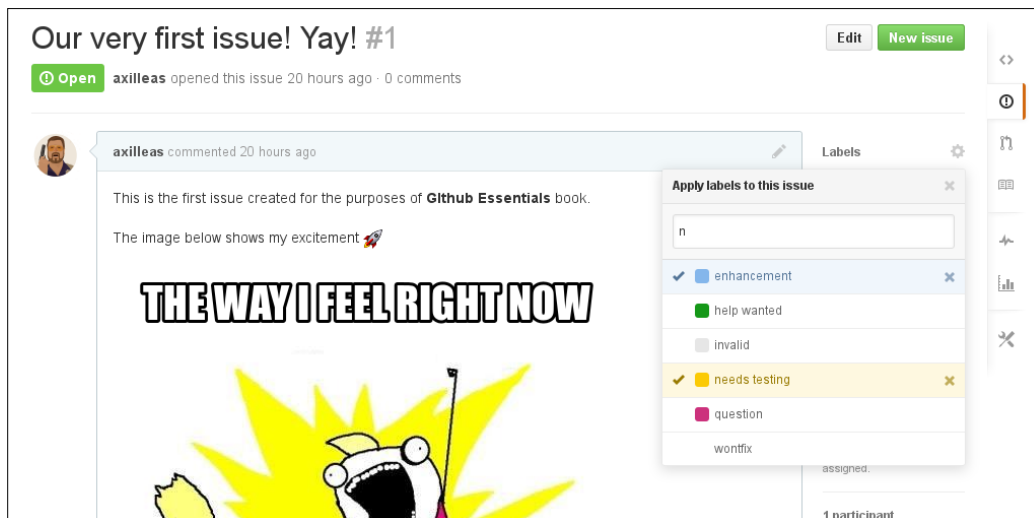 Our very first issue! Yay! #1
Edit
New issue
Open
axilleas opened this issue 20 hours ago · 0 comments
axilleas commented 20 hours ago
Labels
This is the first issue created for the purposes of GIthub Essentials book.
The image below shows my excitement
THE WAY I FEEL RIGHT NOW
Apply labels to this issue
n
enhancement
help wanted
invalid
needs testing
question
wontfix
assigned.
1 participant